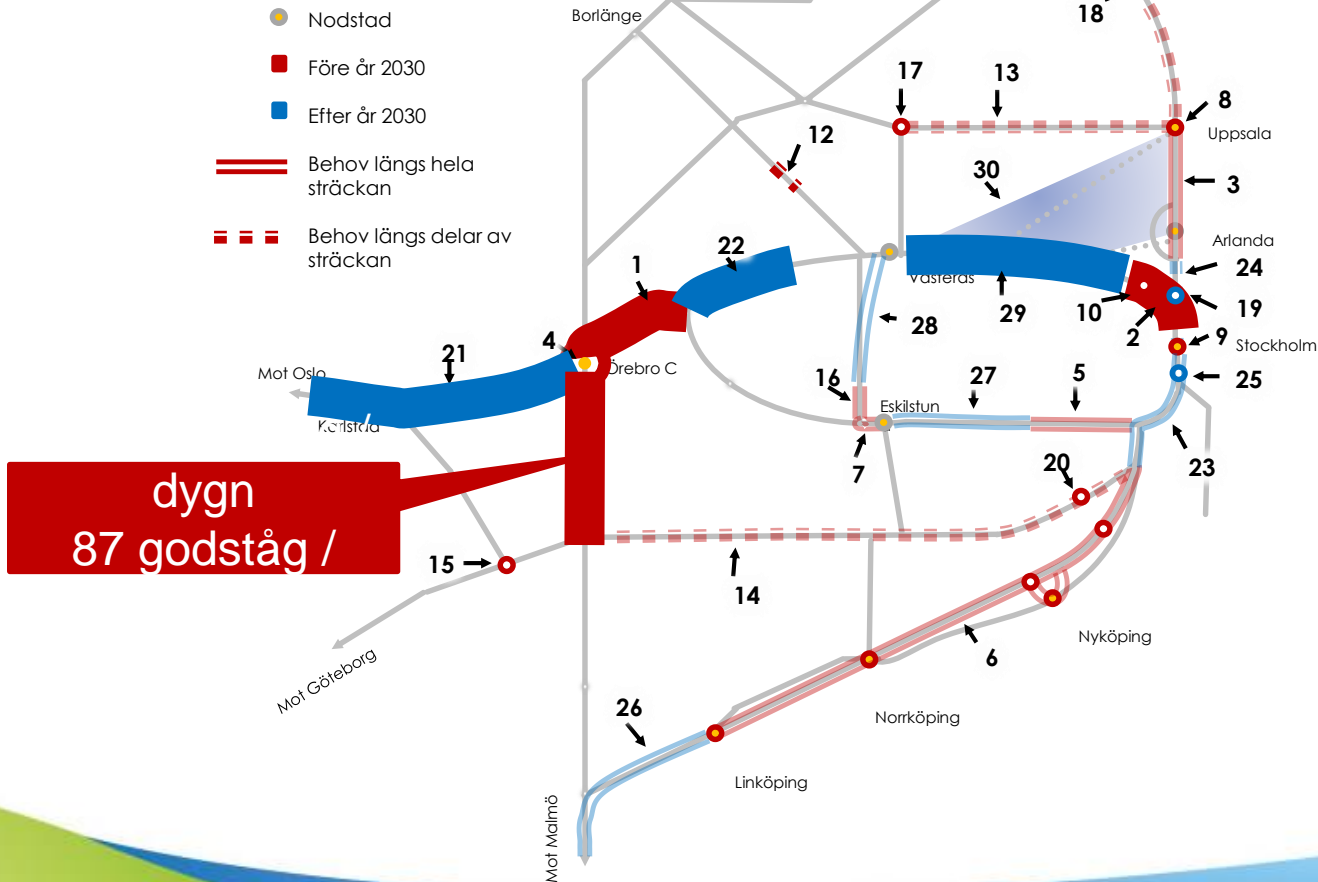 Nodstad
Före år 2030
Efter år 2030
Behov längs hela
sträckan
Behov längs delar av
sträckan
Borlänge
18
17
13
8
Uppsala
12
30
3
22
Arlanda
24
1
Västerås
19
10
29
2
28
4
9
Stockholm
21
Örebro C
Mot Oslo
16
27
5
25
Karlstad
Eskilstun
7
20
23
dygn
87 godståg /
15
14
Nyköping
6
Mot Göteborg
26
Norrköping
Linköping
Mot Malmö